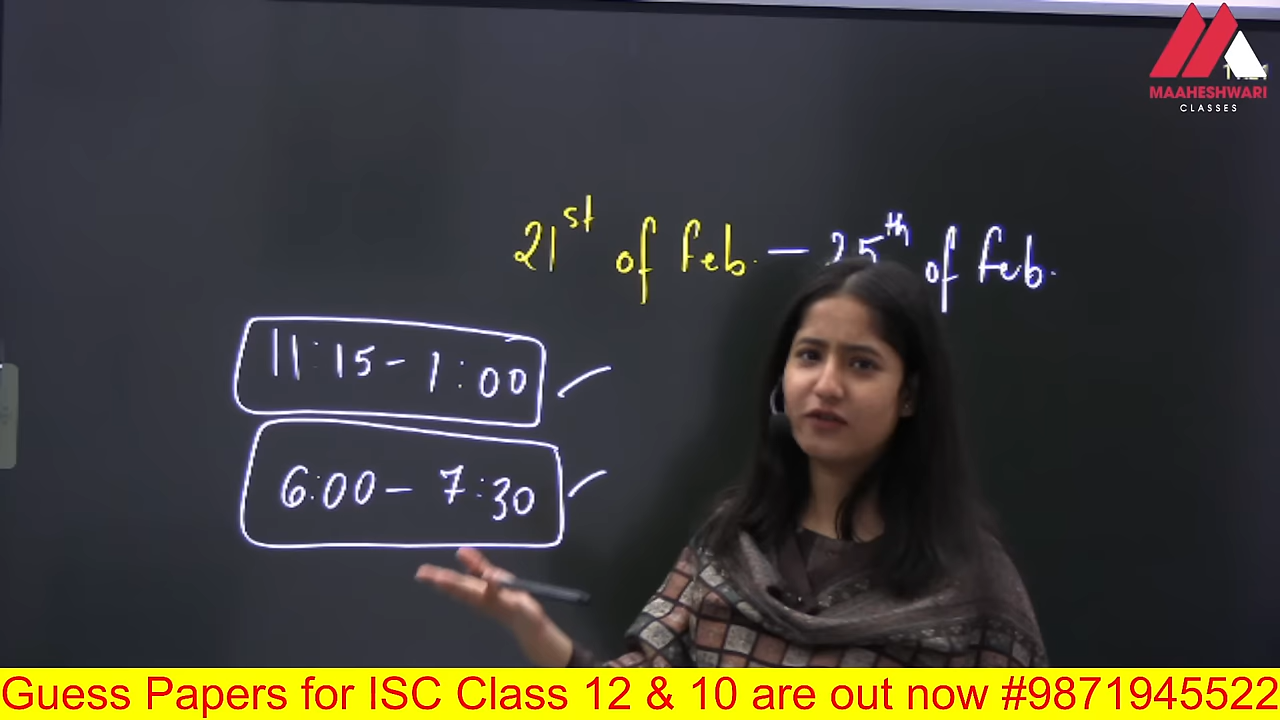 MAAHESHWARI
CLASSES
21st of Feb. – 25th of Feb.
11:15 – 1:00
6:00 – 7:30
Guess Papers for ISC Class 12 & 10 are out now #9871945522